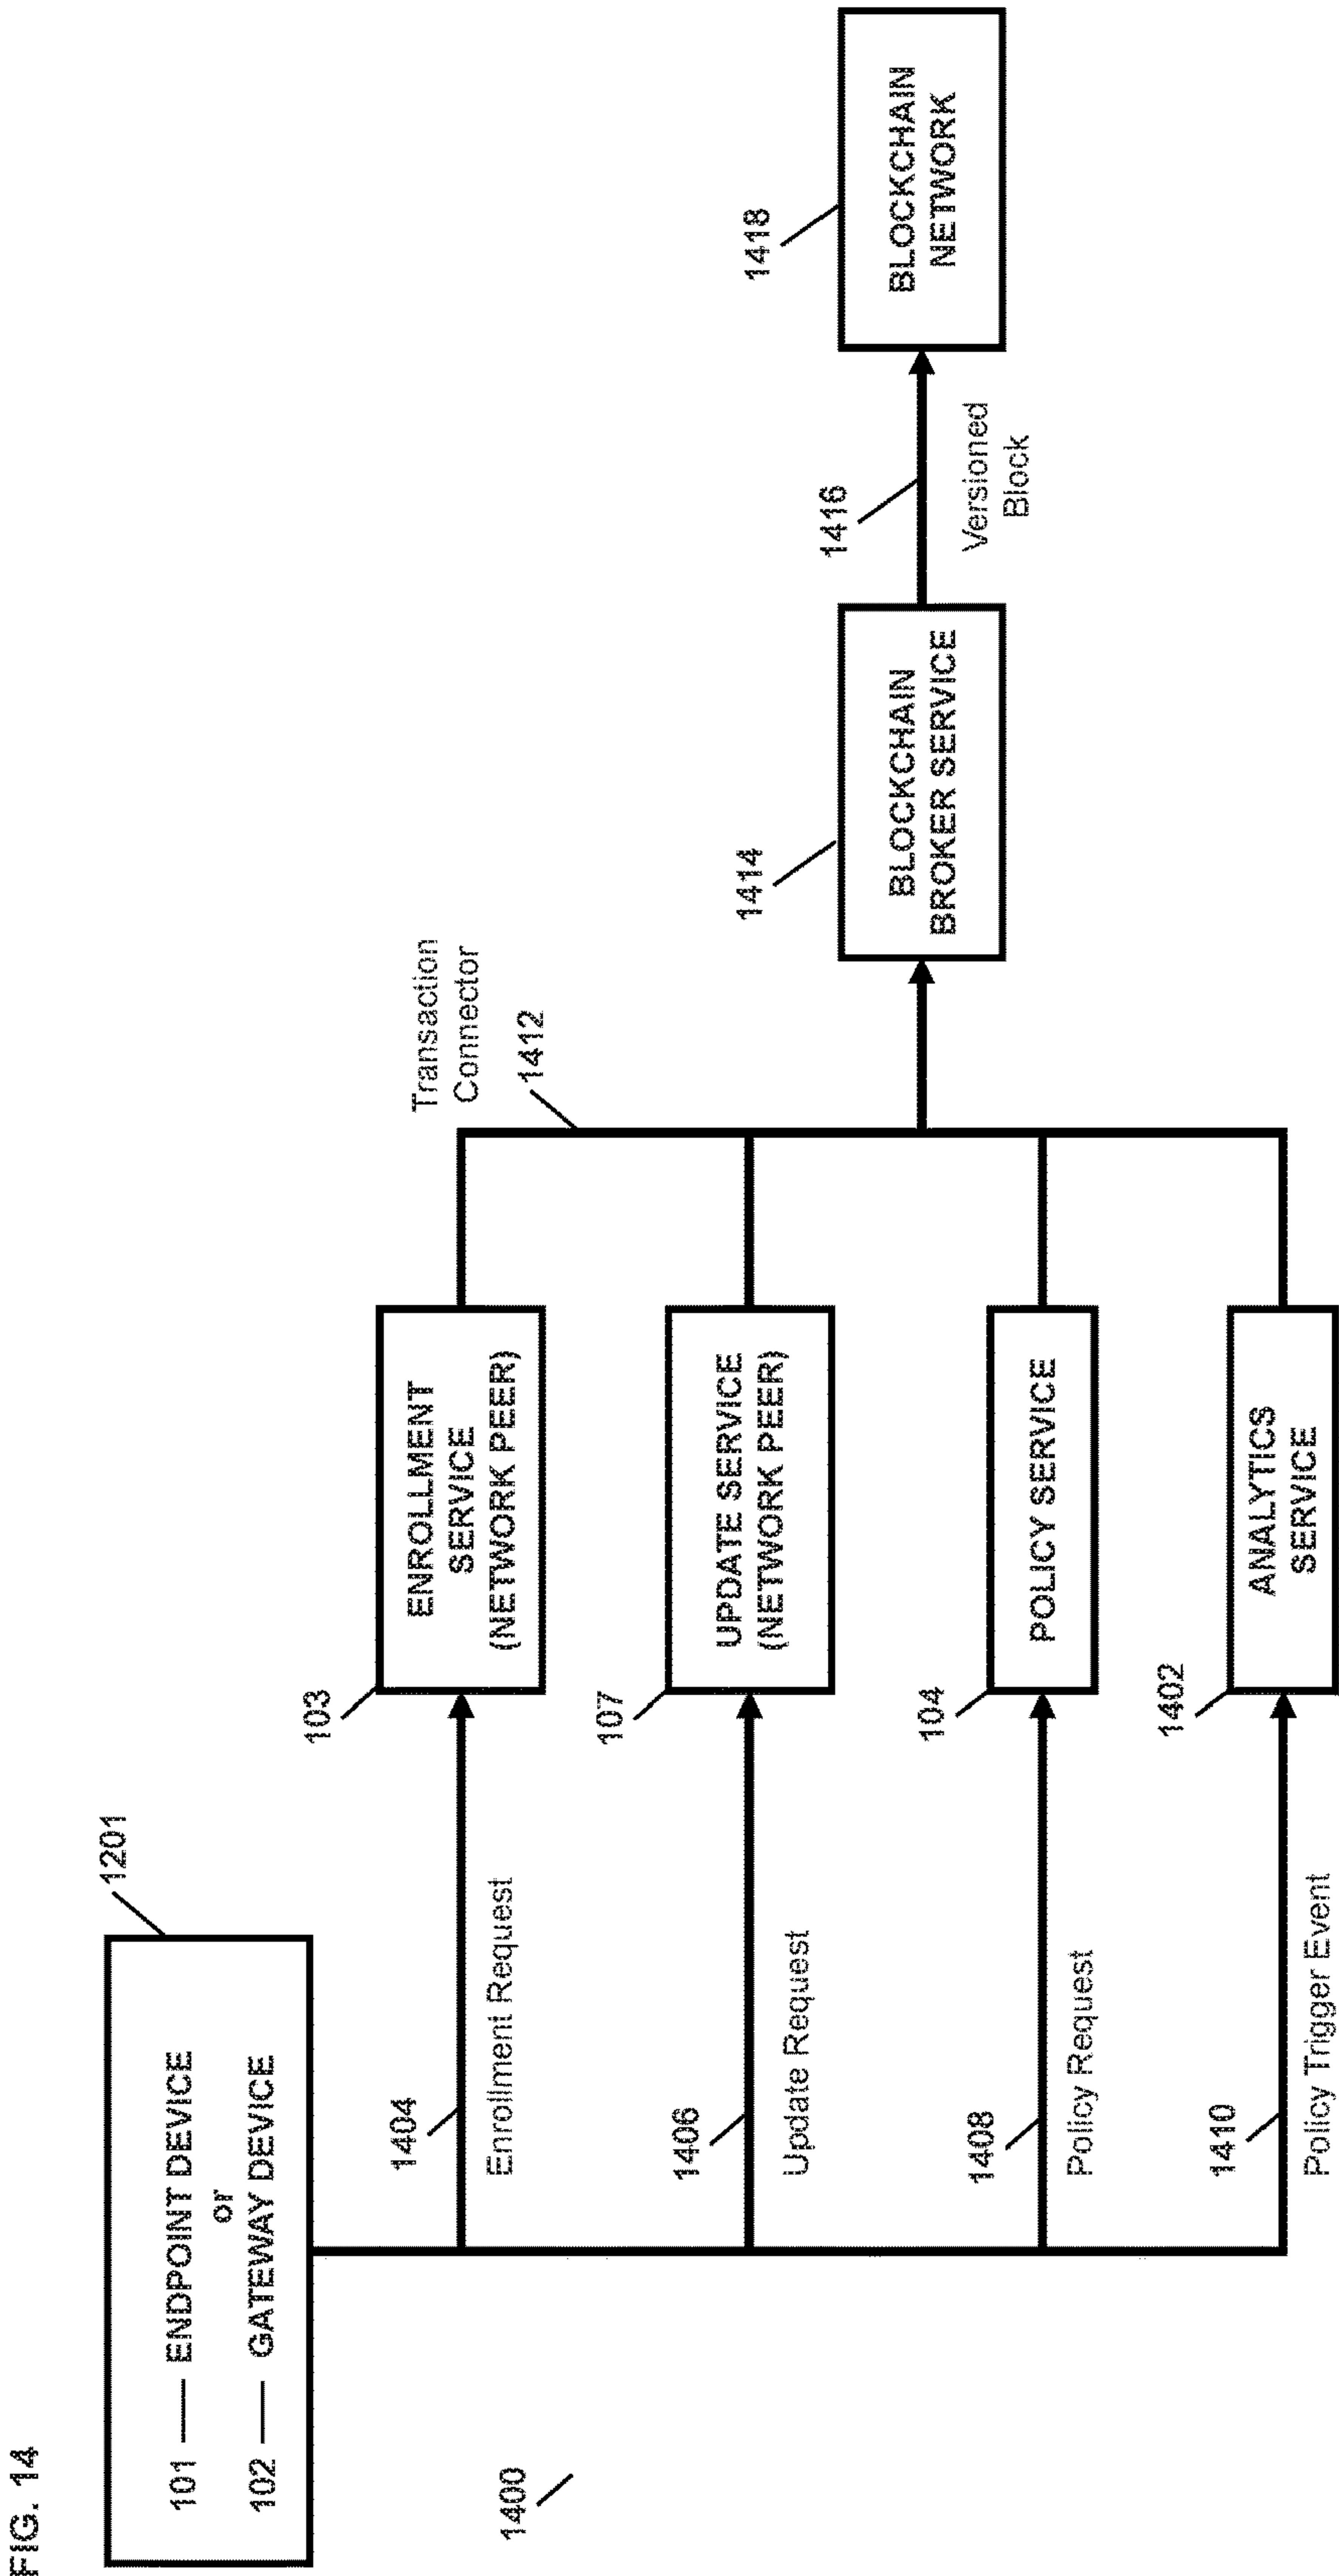 FIG. 14
1201
101 — ENDPOINT DEVICE
or
102 — GATEWAY DEVICE
1400
1404
Enrollment Request
103
ENROLLMENT
SERVICE
(NETWORK PEER)
1406
Update Request
107
UPDATE SERVICE
(NETWORK PEER)
1408
Policy Request
104
POLICY SERVICE
1410
Policy Trigger Event
1402
ANALYTICS
SERVICE
Transaction
Connector
1412
1414
BLOCKCHAIN
BROKER SERVICE
1416
Versioned
Block
1418
BLOCKCHAIN
NETWORK